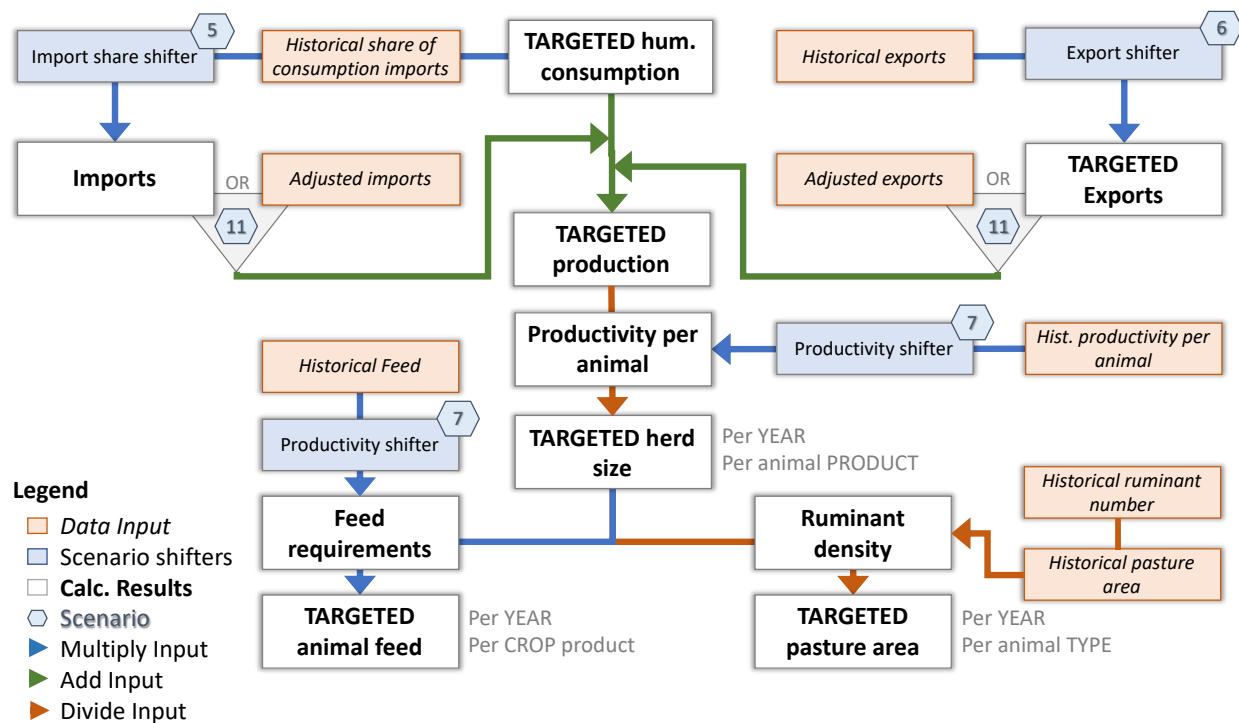 5
Import share shifter
Historical share of
consumption imports
TARGETED hum.
consumption
Historical exports
6
Export shifter
Imports
OR
11
Adjusted imports
Adjusted exports
OR
11
TARGETED
Exports
TARGETED
production
Productivity per
animal
7
Productivity shifter
Hist. productivity per
animal
Historical Feed
7
Productivity shifter
TARGETED herd
size
Per YEAR
Per animal PRODUCT
Feed
requirements
Ruminant
density
Historical ruminant
number
Historical pasture
area
TARGETED
animal feed
Per YEAR
Per CROP product
TARGETED
pasture area
Per YEAR
Per animal TYPE
Legend
Data Input
Scenario shifters
Calc. Results
Scenario
Multiply Input
Add Input
Divide Input